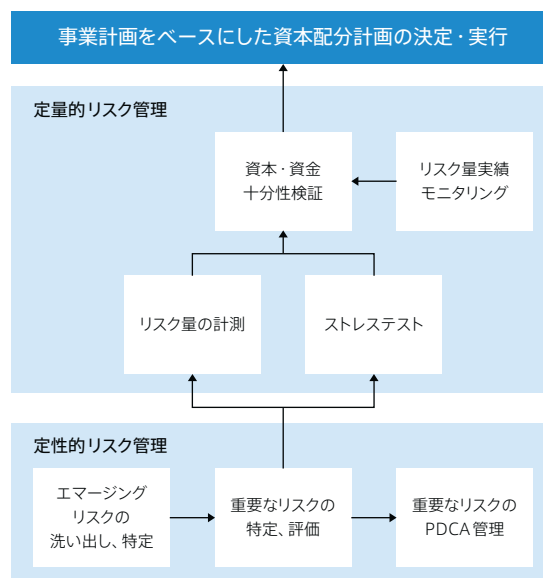 事業計画をベースにした資本配分計画の決定・実行
定量的リスク管理
資本・資金
十分性検証
リスク量実績
モニタリング
リスク量の計測
ストレステスト
定性的リスク管理
エマージング
リスクの
洗い出し、特定
重要なリスクの
特定、評価
重要なリスクの
PDCA管理